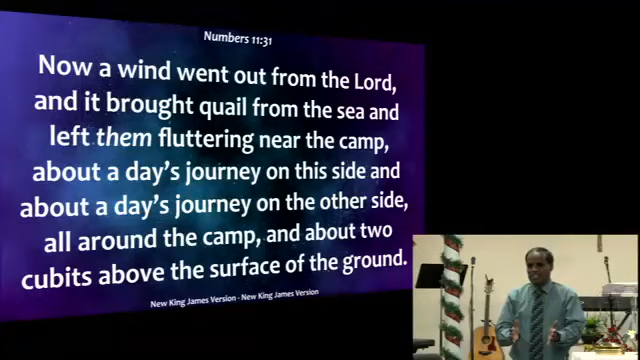 Numbers 11:31
Now a wind went out from the Lord,
and it brought quail from the sea and
left them fluttering near the camp,
about a day's journey on this side and
about a day's journey on the other side,
all around the camp, and about two
cubits above the surface of the ground.
New King James Version - New King James Version